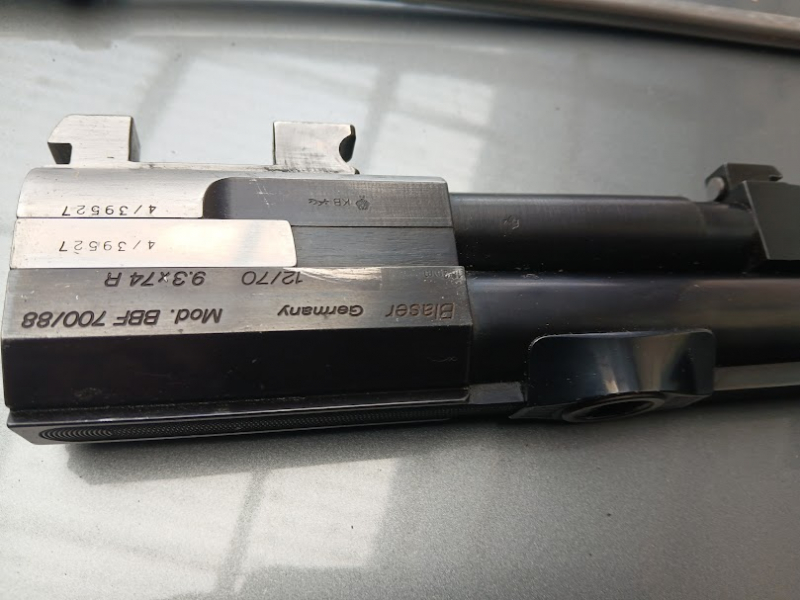 Blaser
Germany
Mod. BBF 700/88
12/70
9.3x74 R
4/39527
4/39527
KB